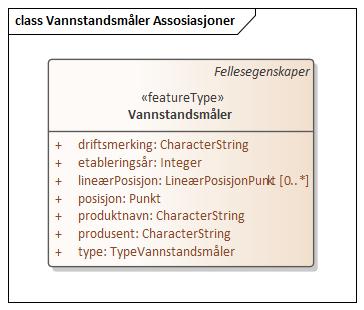 class Vannstandsmåler Assosiasjoner
Fellesegenskaper
«featureType»
Vannstandsmåler
+ driftsmerking: CharacterString
+ etableringsår: Integer
+ lineærPosisjon: LineærPosisjonPunkt [0..*]
+ posisjon: Punkt
+ produktnavn: CharacterString
+ produsent: CharacterString
+ type: TypeVannstandsmåler